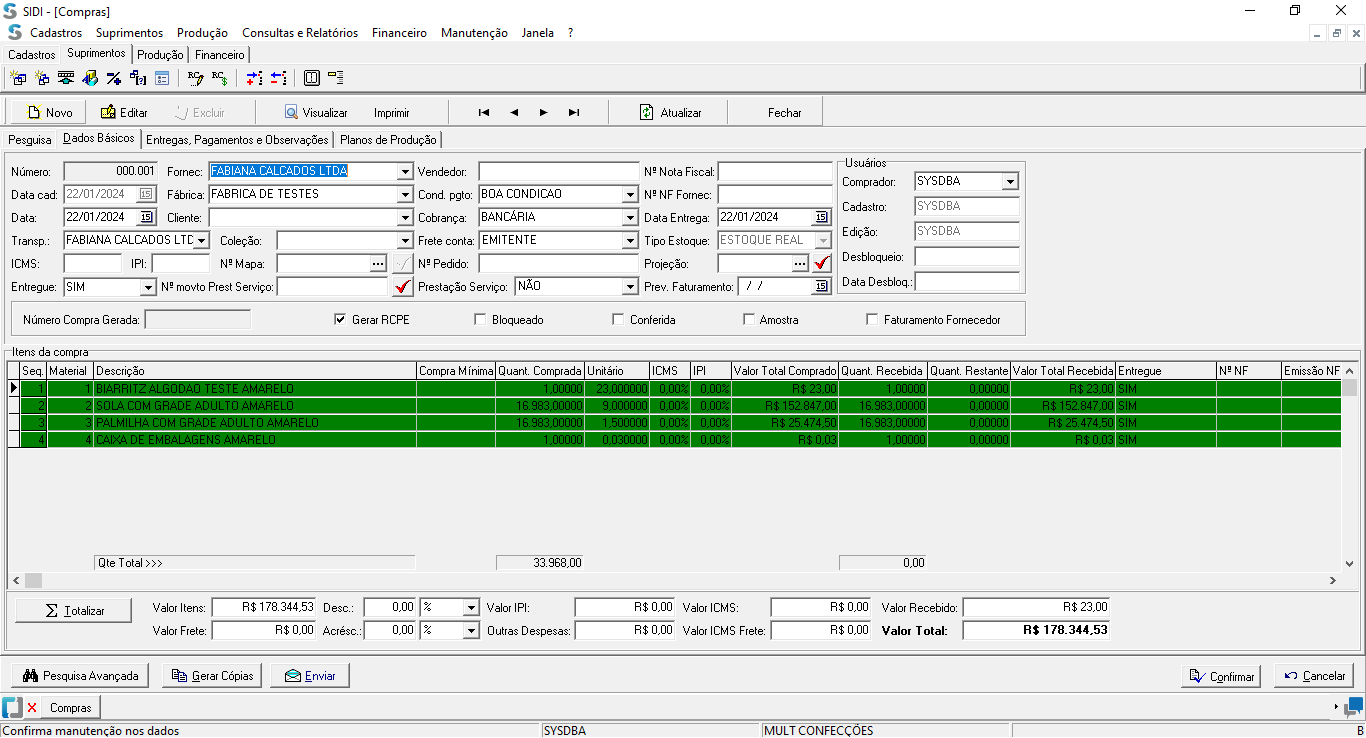 SIDI - [Compras]
Cadastros Suprimentos Produção Consultas e Relatórios Financeiro Manutenção Janela ?
Cadastros Suprimentos Produção Financeiro
Novo Editar Excluir Visualizar Imprimir Atualizar Fechar
Pesquisa Dados Básicos Entregas, Pagamentos e Observações Planos de Produção
Número: 000.001 Fornec: FABIANA CALCADOS LTDA Vendedor: Nº Nota Fiscal: Usuários
Comprador: SYSDBA
Data cad: 22/01/2024 15 Fábrica: FABRICA DE TESTES Cond. pgto: BOA CONDICAO Nº NF Fornec:
Cadastro: SYSDBA
Data: 22/01/2024 15 Cliente: Cobrança: BANCÁRIA Data Entrega: 22/01/2024 15
Edição: SYSDBA
Transp.: FABIANA CALCADOS LTC Coleção: Frete conta: EMITENTE Tipo Estoque: ESTOQUE REAL
Desbloqueio:
ICMS: IPI: Nº Mapa: ... Nº Pedido: Projeção: ...
Data Desbloq.:
Entregue: SIM Nº movto Prest Serviço: Prestação Serviço: NÃO Prev. Faturamento: / / 15
Número Compra Gerada: Gerar RCPE Bloqueado Conferida Amostra Faturamento Fornecedor
Itens da compra
Seq. Material Descrição Compra Mínima Quant. Comprada Unitário ICMS IPI Valor Total Comprado Quant. Recebida Quant. Restante Valor Total Recebida Entregue Nº NF Emissão NF
1 1 BIARRITZ ALGODAO TESTE AMARELO 1,00000 23,000000 0,00% 0,00% R$ 23,00 1,00000 0,00000 R$ 23,00 SIM
2 2 SOLA COM GRADE ADULTO AMARELO 16.983,00000 9,000000 0,00% 0,00% R$ 152.847,00 16.983,00000 0,00000 R$ 152.847,00 SIM
3 3 PALMILHA COM GRADE ADULTO AMARELO 16.983,00000 1,500000 0,00% 0,00% R$ 25.474,50 16.983,00000 0,00000 R$ 25.474,50 SIM
4 4 CAIXA DE EMBALAGENS AMARELO 1,00000 0,030000 0,00% 0,00% R$ 0,03 1,00000 0,00000 R$ 0,03 SIM
Qte Total >>> 33.968,00 0,00
Σ Totalizar Valor Itens: R$ 178.344,53 Desc.: 0,00 % Valor IPI: R$ 0,00 Valor ICMS: R$ 0,00 Valor Recebido: R$ 23,00
Valor Frete: R$ 0,00 Acrésc.: 0,00 % Outras Despesas: R$ 0,00 Valor ICMS Frete: R$ 0,00 Valor Total: R$ 178.344,53
Pesquisa Avançada Gerar Cópias Enviar Confirmar Cancelar
Compras
Confirma manutenção nos dados SYSDBA MULT CONFECÇÕES B